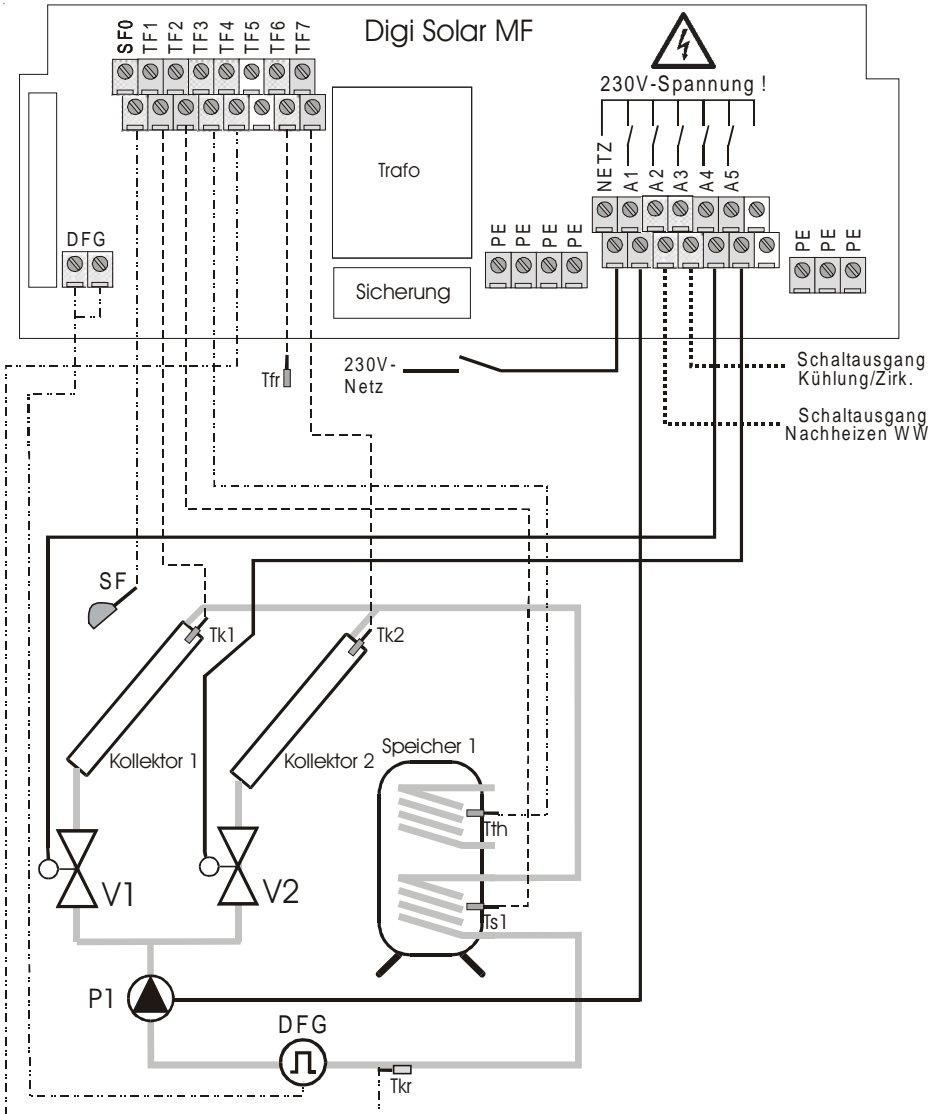 Digi Solar MF
SF0
TF1
TF2
TF3
TF4
TF5
TF6
TF7
230V-Spannung !
Trafo
NETZ
A1
A2
A3
A4
A5
DFG
PE
PE
PE
PE
PE
PE
PE
Sicherung
Tfr
230V-
Netz
Schaltausgang
Kühlung/Zirk.
Schaltausgang
Nachheizen WW
SF
Tk1
Tk2
Kollektor 1
Kollektor 2
Speicher 1
Tth
V1
V2
Ts1
P1
DFG
Tkr